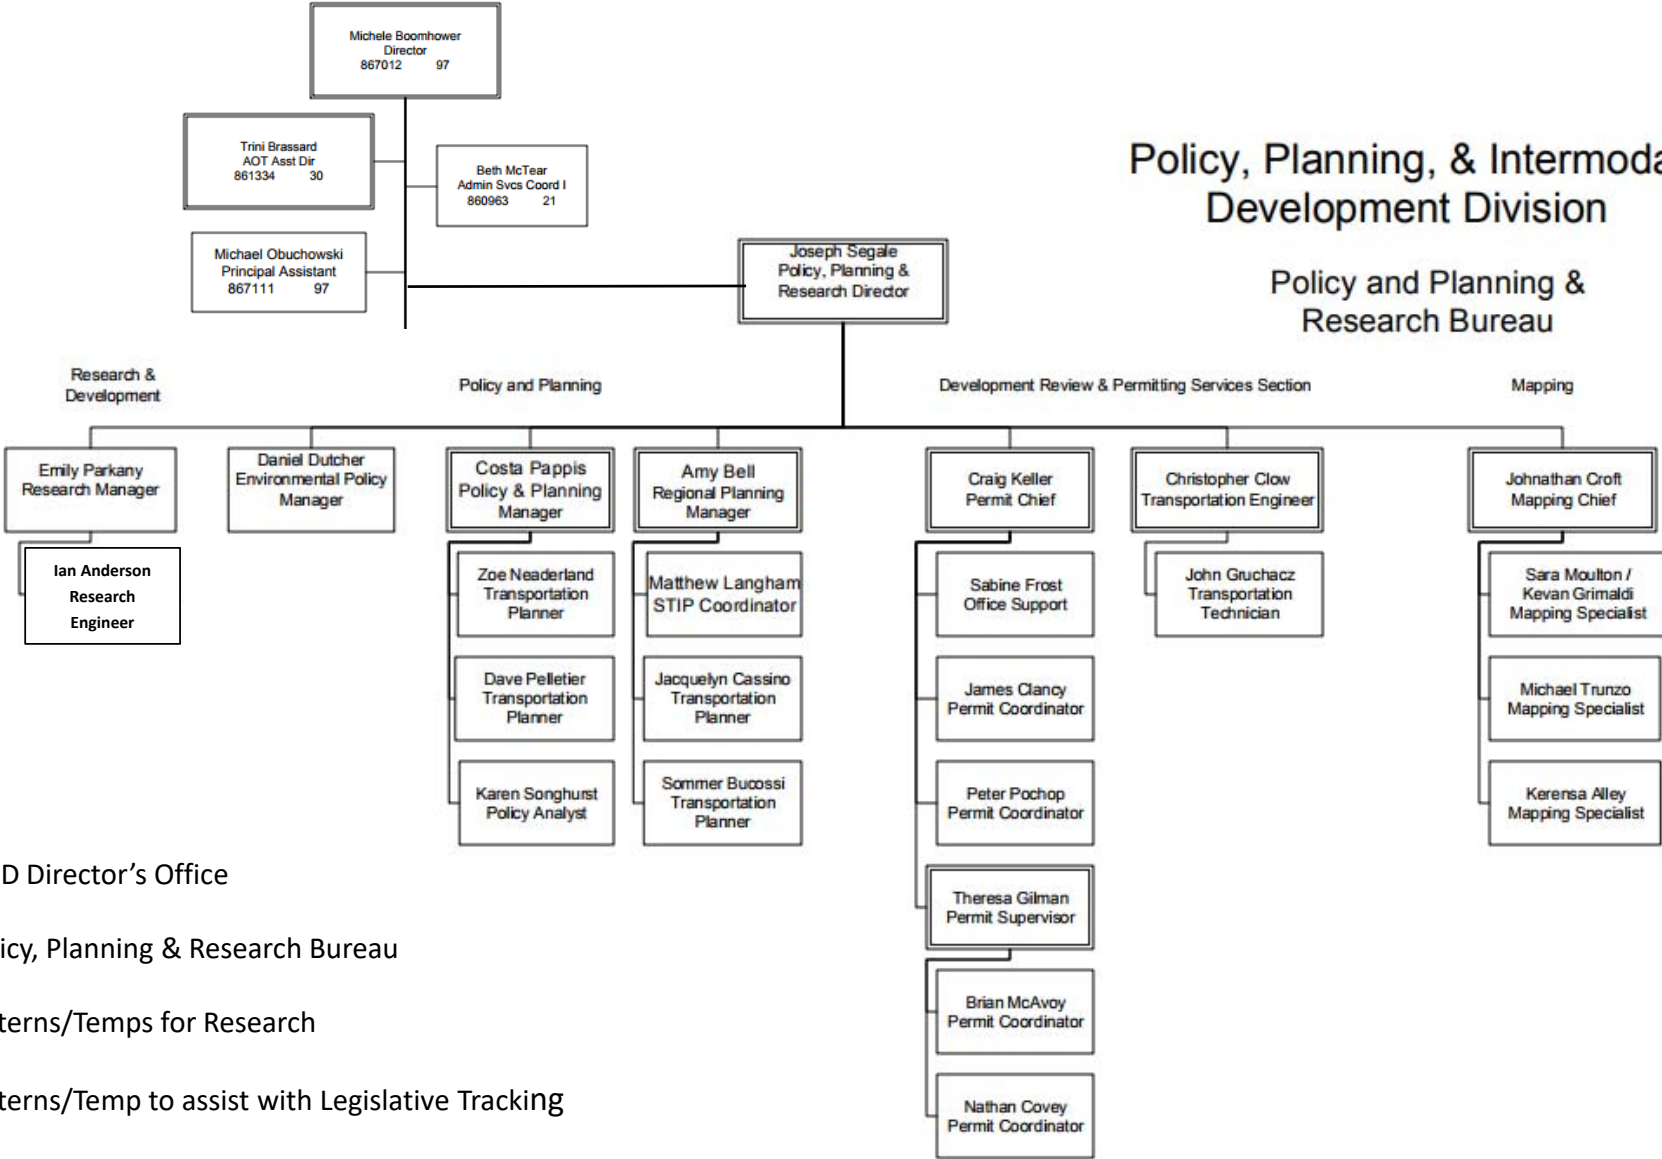 Michele Boomhower
Director
867012 97
Trini Brassard
AOT Asst Dir
861334 30
Beth McTear
Admin Svcs Coord I
860963 21
Michael Obuchowski
Principal Assistant
867111 97
Joseph Segale
Policy, Planning &
Research Director
Policy, Planning, & Intermoda
Development Division
Policy and Planning &
Research Bureau
Research &
Development
Policy and Planning
Development Review & Permitting Services Section
Mapping
Emily Parkany
Research Manager
Ian Anderson
Research
Engineer
Daniel Dutcher
Environmental Policy
Manager
Costa Pappis
Policy & Planning
Manager
Zoe Neaderland
Transportation
Planner
Dave Pelletier
Transportation
Planner
Karen Songhurst
Policy Analyst
Amy Bell
Regional Planning
Manager
Matthew Langham
STIP Coordinator
Jacquelyn Cassino
Transportation
Planner
Sommer Bucossi
Transportation
Planner
Craig Keller
Permit Chief
Sabine Frost
Office Support
James Clancy
Permit Coordinator
Peter Pochop
Permit Coordinator
Theresa Gilman
Permit Supervisor
Brian McAvoy
Permit Coordinator
Nathan Covey
Permit Coordinator
Christopher Clow
Transportation Engineer
John Gruchacz
Transportation
Technician
Johnathan Croft
Mapping Chief
Sara Moulton /
Kevan Grimaldi
Mapping Specialist
Michael Trunzo
Mapping Specialist
Kerensa Alley
Mapping Specialist
D Director’s Office
icy, Planning & Research Bureau
terns/Temps for Research
terns/Temp to assist with Legislative Tracking